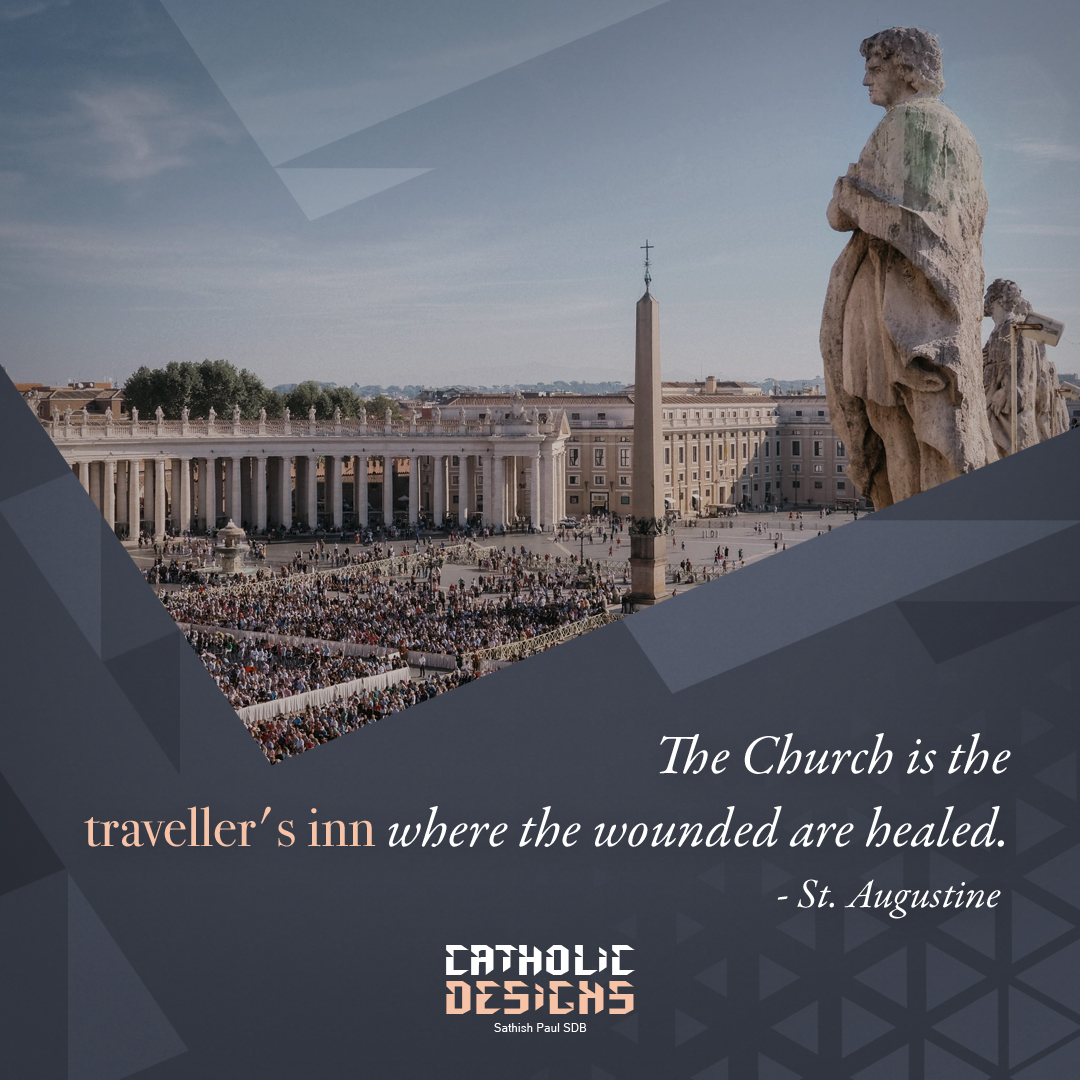 The Church is the
traveller's inn where the wounded are healed.
- St. Augustine
CATHOLIC
DESIGNS
Sathish Paul SDB